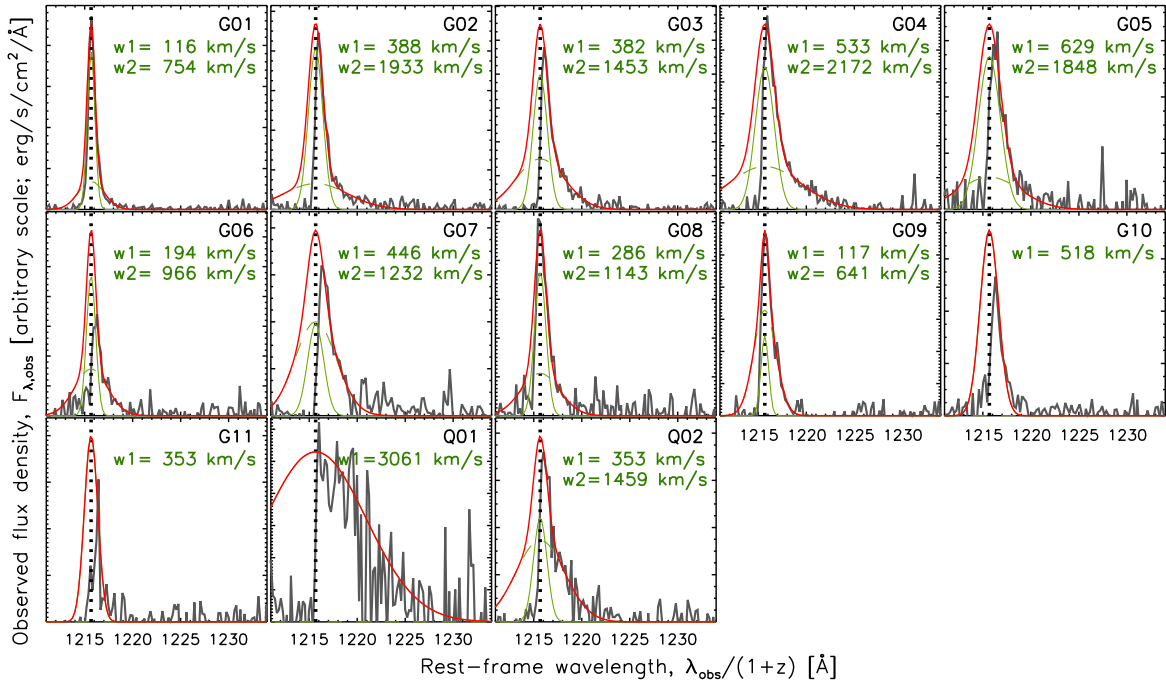 Observed flux density, Fλ,obs [arbitrary scale; erg/s/cm²/Å]
G01
w1= 116 km/s
w2= 754 km/s
G02
w1= 388 km/s
w2=1933 km/s
G03
w1= 382 km/s
w2=1453 km/s
G04
w1= 533 km/s
w2=2172 km/s
G05
w1= 629 km/s
w2=1848 km/s
G06
w1= 194 km/s
w2= 966 km/s
G07
w1= 446 km/s
w2=1232 km/s
G08
w1= 286 km/s
w2=1143 km/s
G09
w1= 117 km/s
w2= 641 km/s
1215 1220 1225 1230
G10
w1= 518 km/s
1215 1220 1225 1230
G11
w1= 353 km/s
1215 1220 1225 1230
Q01
w1=3061 km/s
1215 1220 1225 1230
Q02
w1= 353 km/s
w2=1459 km/s
1215 1220 1225 1230
Rest−frame wavelength, λobs/(1+z) [Å]